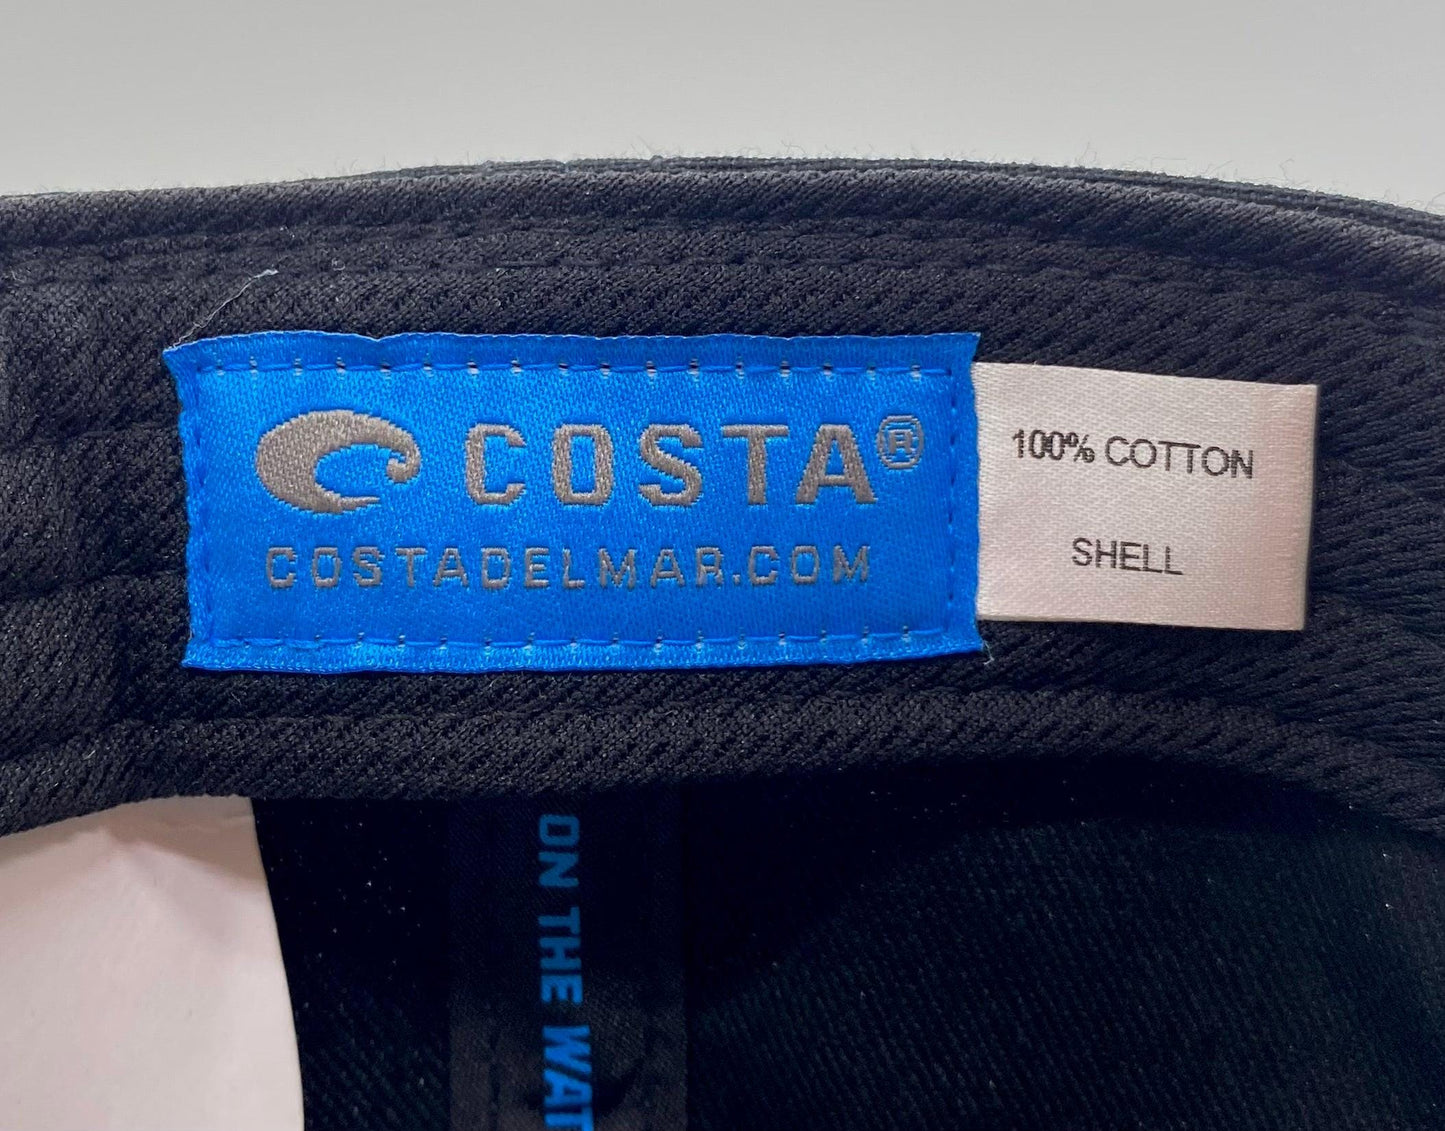 COSTA®
COSTADELMAR.COM
100% COTTON
SHELL
ON THE WAT